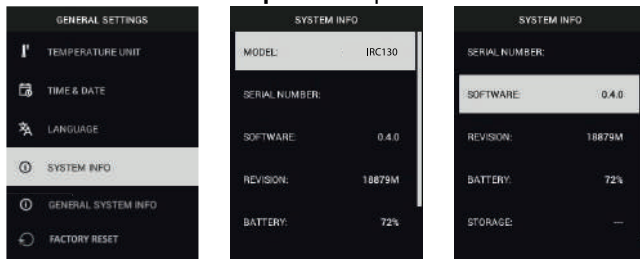 GENERAL SETTINGS
TEMPERATURE UNIT
TIME & DATE
LANGUAGE
SYSTEM INFO
GENERAL SYSTEM INFO
FACTORY RESET
SYSTEM INFO
MODEL: IRC130
SERIAL NUMBER:
SOFTWARE: 0.4.0
REVISION: 18879M
BATTERY: 72%
SYSTEM INFO
SERIAL NUMBER:
SOFTWARE: 0.4.0
REVISION: 18879M
BATTERY: 72%
STORAGE: ---